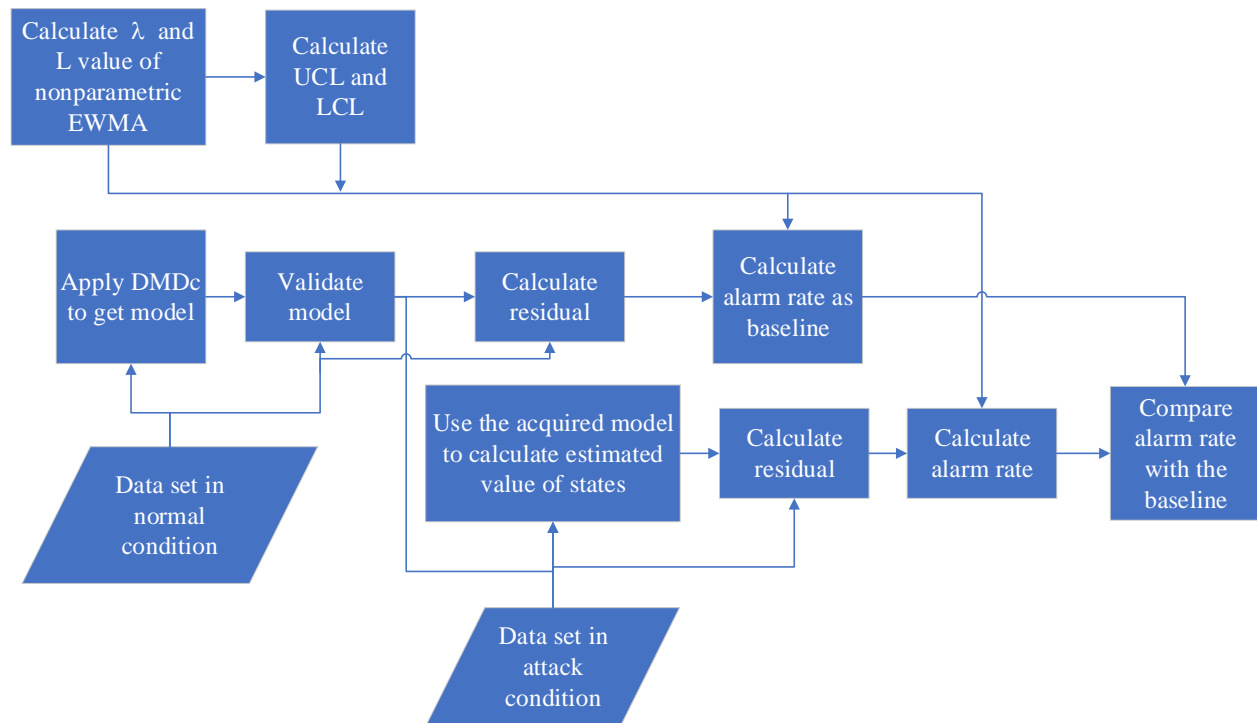 Calculate λ and
L value of
nonparametric
EWMA
Calculate
UCL and
LCL
Apply DMDc
to get model
Validate
model
Calculate
residual
Calculate
alarm rate as
baseline
Use the acquired model
to calculate estimated
value of states
Calculate
residual
Calculate
alarm rate
Compare
alarm rate
with the
baseline
Data set in
normal
condition
Data set in
attack
condition